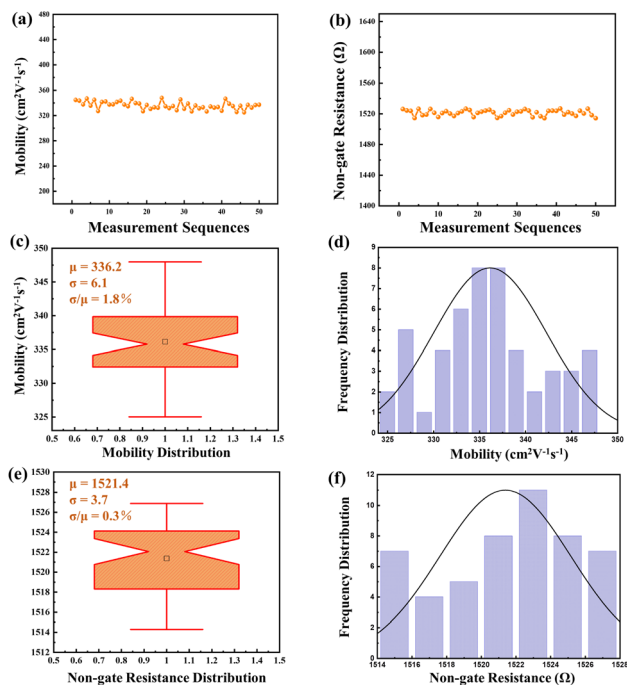 (a)
480
440
400
360
320
280
240
200
Mobility (cm²V⁻¹s⁻¹)
0
10
20
30
40
50
Measurement Sequences
(b)
1640
1600
1560
1520
1480
1440
1400
Non-gate Resistance (Ω)
0
10
20
30
40
50
Measurement Sequences
(c)
350
345
340
335
330
325
Mobility (cm²V⁻¹s⁻¹)
μ = 336.2
σ = 6.1
σ/μ = 1.8%
0.5 0.6 0.7 0.8 0.9 1 1.1 1.2 1.3 1.4 1.5
Mobility Distribution
(d)
9
8
7
6
5
4
3
2
1
0
Frequency Distribution
325 330 335 340 345 350
Mobility (cm²V⁻¹s⁻¹)
(e)
1530
1528
1526
1524
1522
1520
1518
1516
1514
1512
Mobility (cm²V⁻¹s⁻¹)
μ = 1521.4
σ = 3.7
σ/μ = 0.3%
0.5 0.6 0.7 0.8 0.9 1 1.1 1.2 1.3 1.4 1.5
Non-gate Resistance Distribution
(f)
12
10
8
6
4
2
0
Frequency Distribution
1514 1516 1518 1520 1522 1524 1526 1528
Non-gate Resistance (Ω)